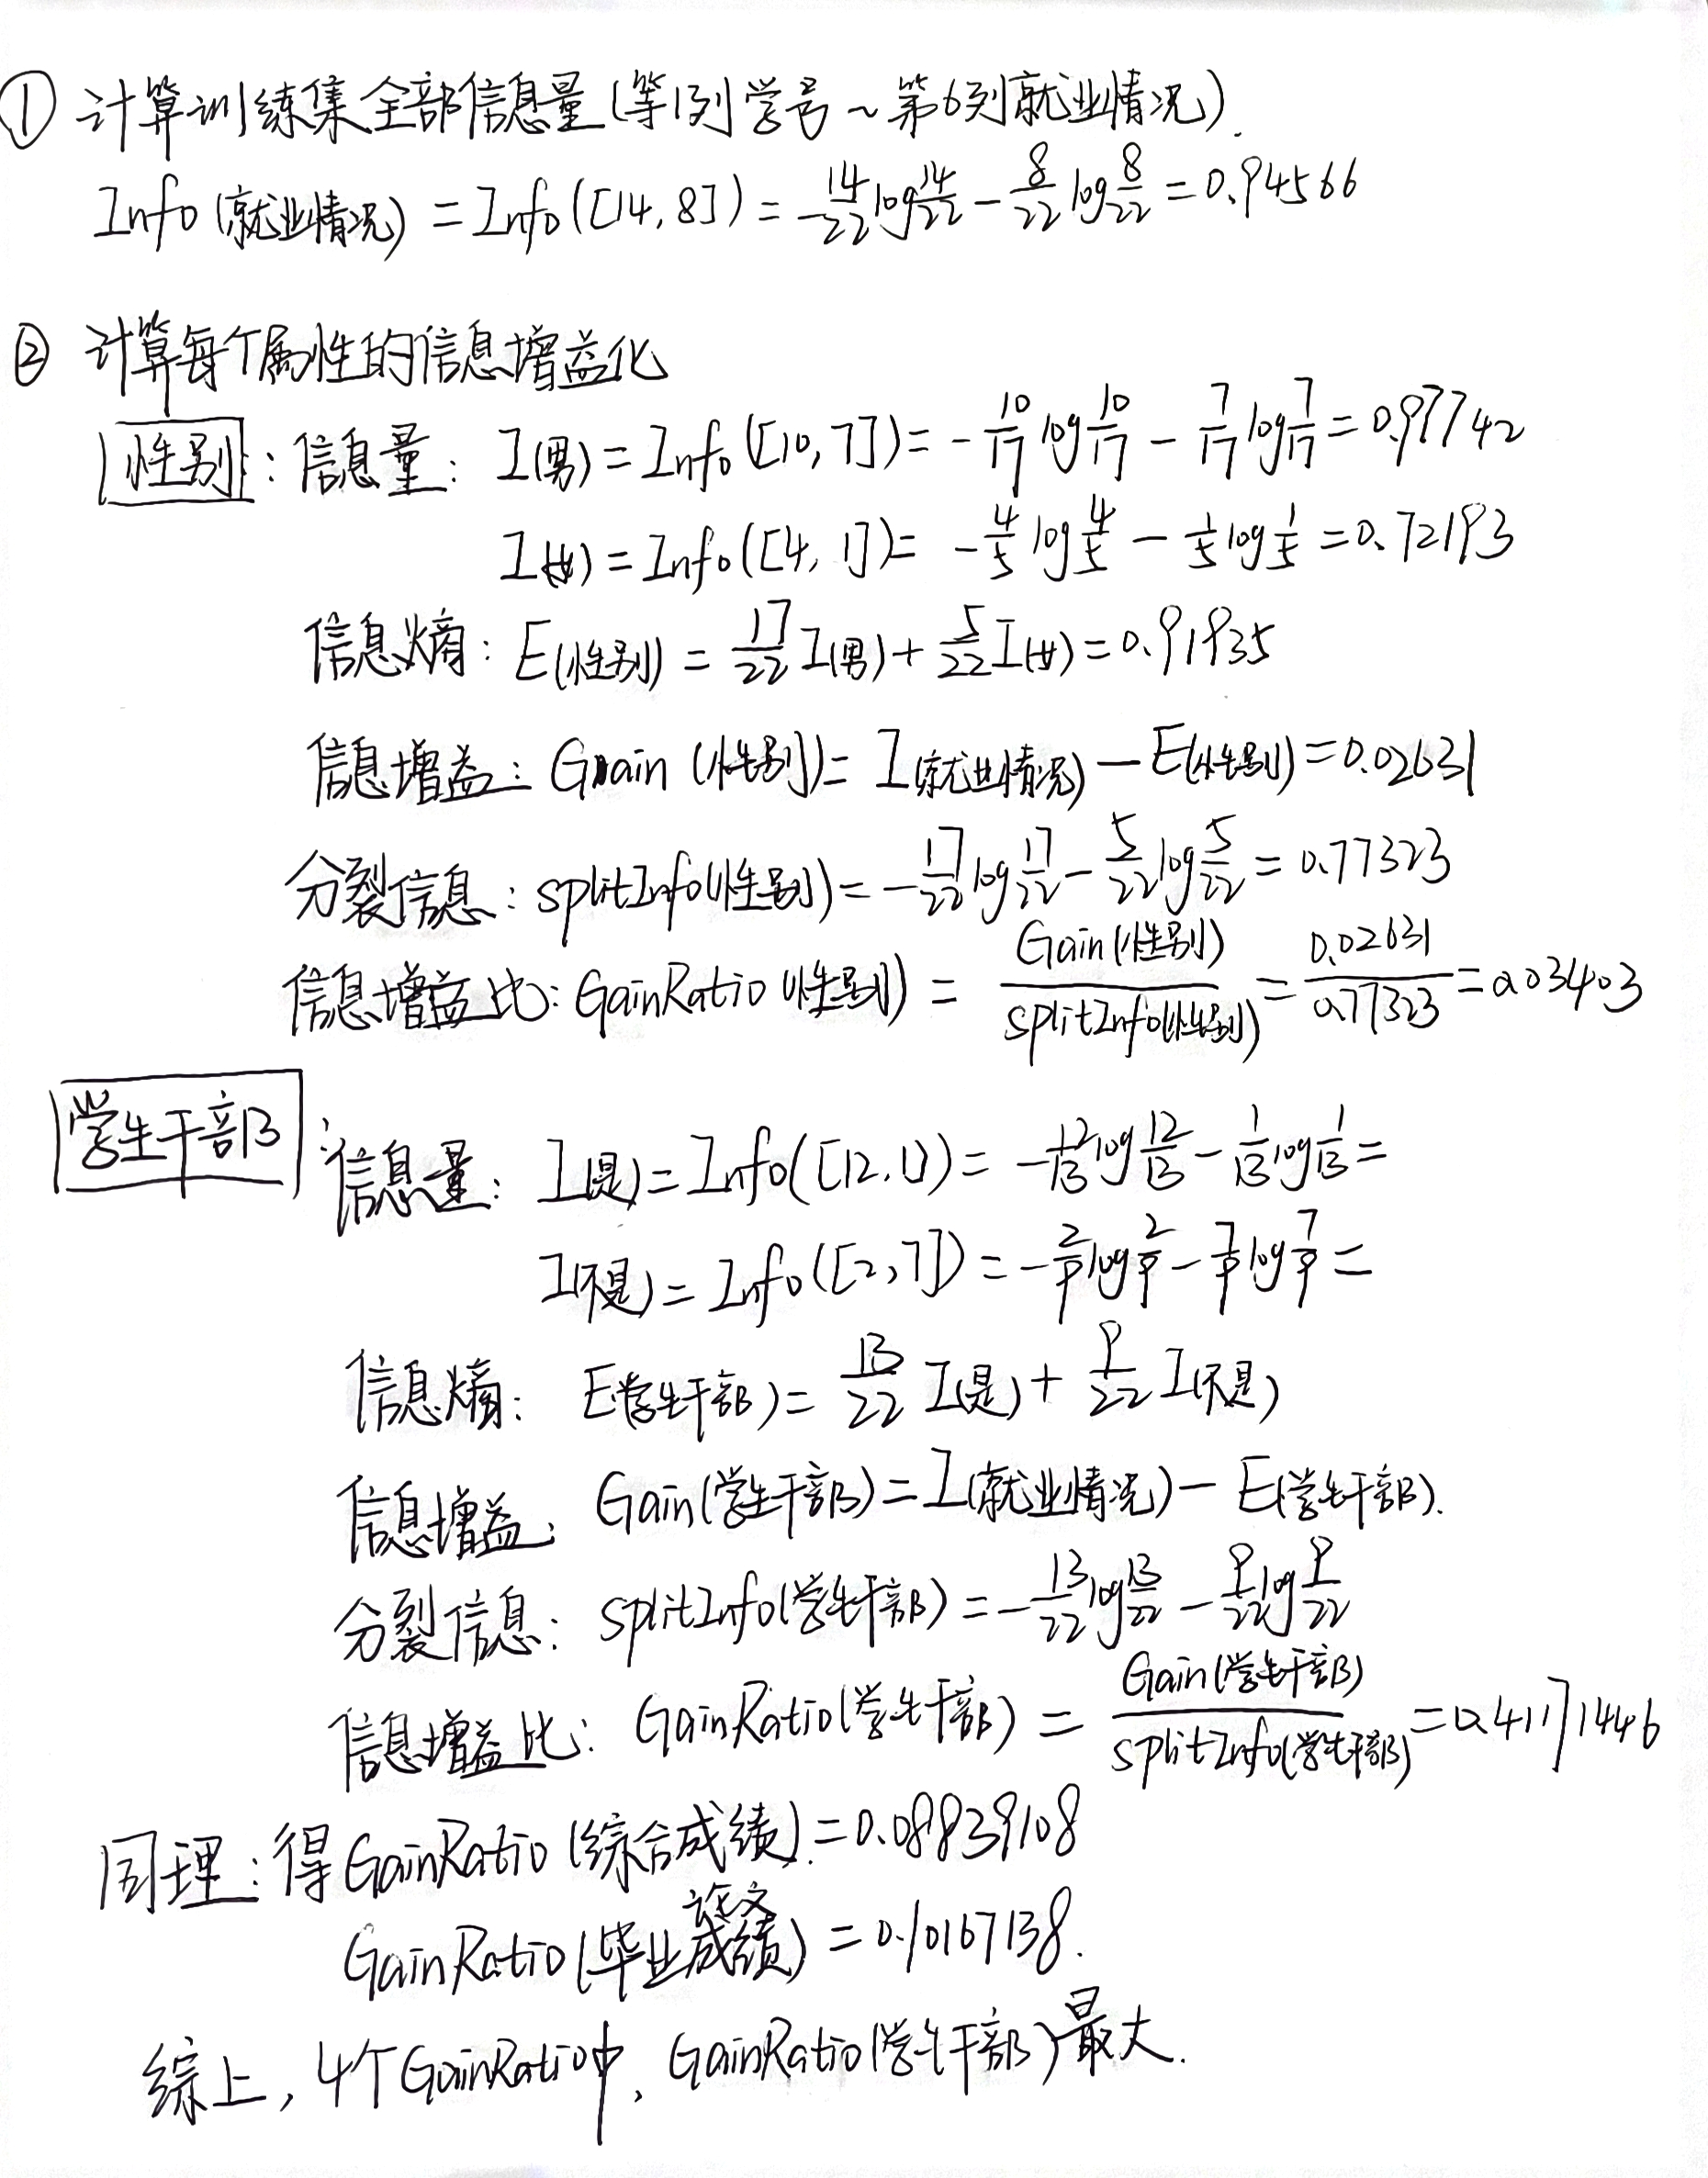 ① 计算训练集全部信息量(等1列学号~第6列就业情况).
Info(就业情况) = Info([14,8]) = -14/22 log 14/22 - 8/22 log 8/22 = 0.94566
② 计算每个属性的信息增益化
性别: 信息量: I(男) = Info([10,7]) = -10/17 log 10/17 - 7/17 log 7/17 = 0.97742
I(女) = Info([4,1]) = -4/5 log 4/5 - 1/5 log 1/5 = 0.72193
信息熵: E(性别) = 17/22 I(男) + 5/22 I(女) = 0.91935
信息增益: Gain(性别) = I(就业情况) - E(性别) = 0.02631
分裂信息: splitInfo(性别) = -17/22 log 17/22 - 5/22 log 5/22 = 0.77323
信息增益比: GainRatio(性别) = Gain(性别)/splitInfo(性别) = 0.02631/0.77323 = 0.03403
学生干部: 信息量: I(是) = Info([12,1]) = -12/13 log 12/13 - 1/13 log 1/13 =
I(不是) = Info([2,7]) = -2/9 log 2/9 - 7/9 log 7/9 =
信息熵: E(学生干部) = 13/22 I(是) + 9/22 I(不是)
信息增益: Gain(学生干部) = I(就业情况) - E(学生干部).
分裂信息: splitInfo(学生干部) = -13/22 log 13/22 - 9/22 log 9/22
信息增益比: GainRatio(学生干部) = Gain(学生干部)/splitInfo(学生干部) = 0.41171446
同理: 得GainRatio(综合成绩) = 0.08839108
GainRatio(毕业论文成绩) = 0.10167138.
综上, 4个GainRatio中, GainRatio(学生干部)最大.